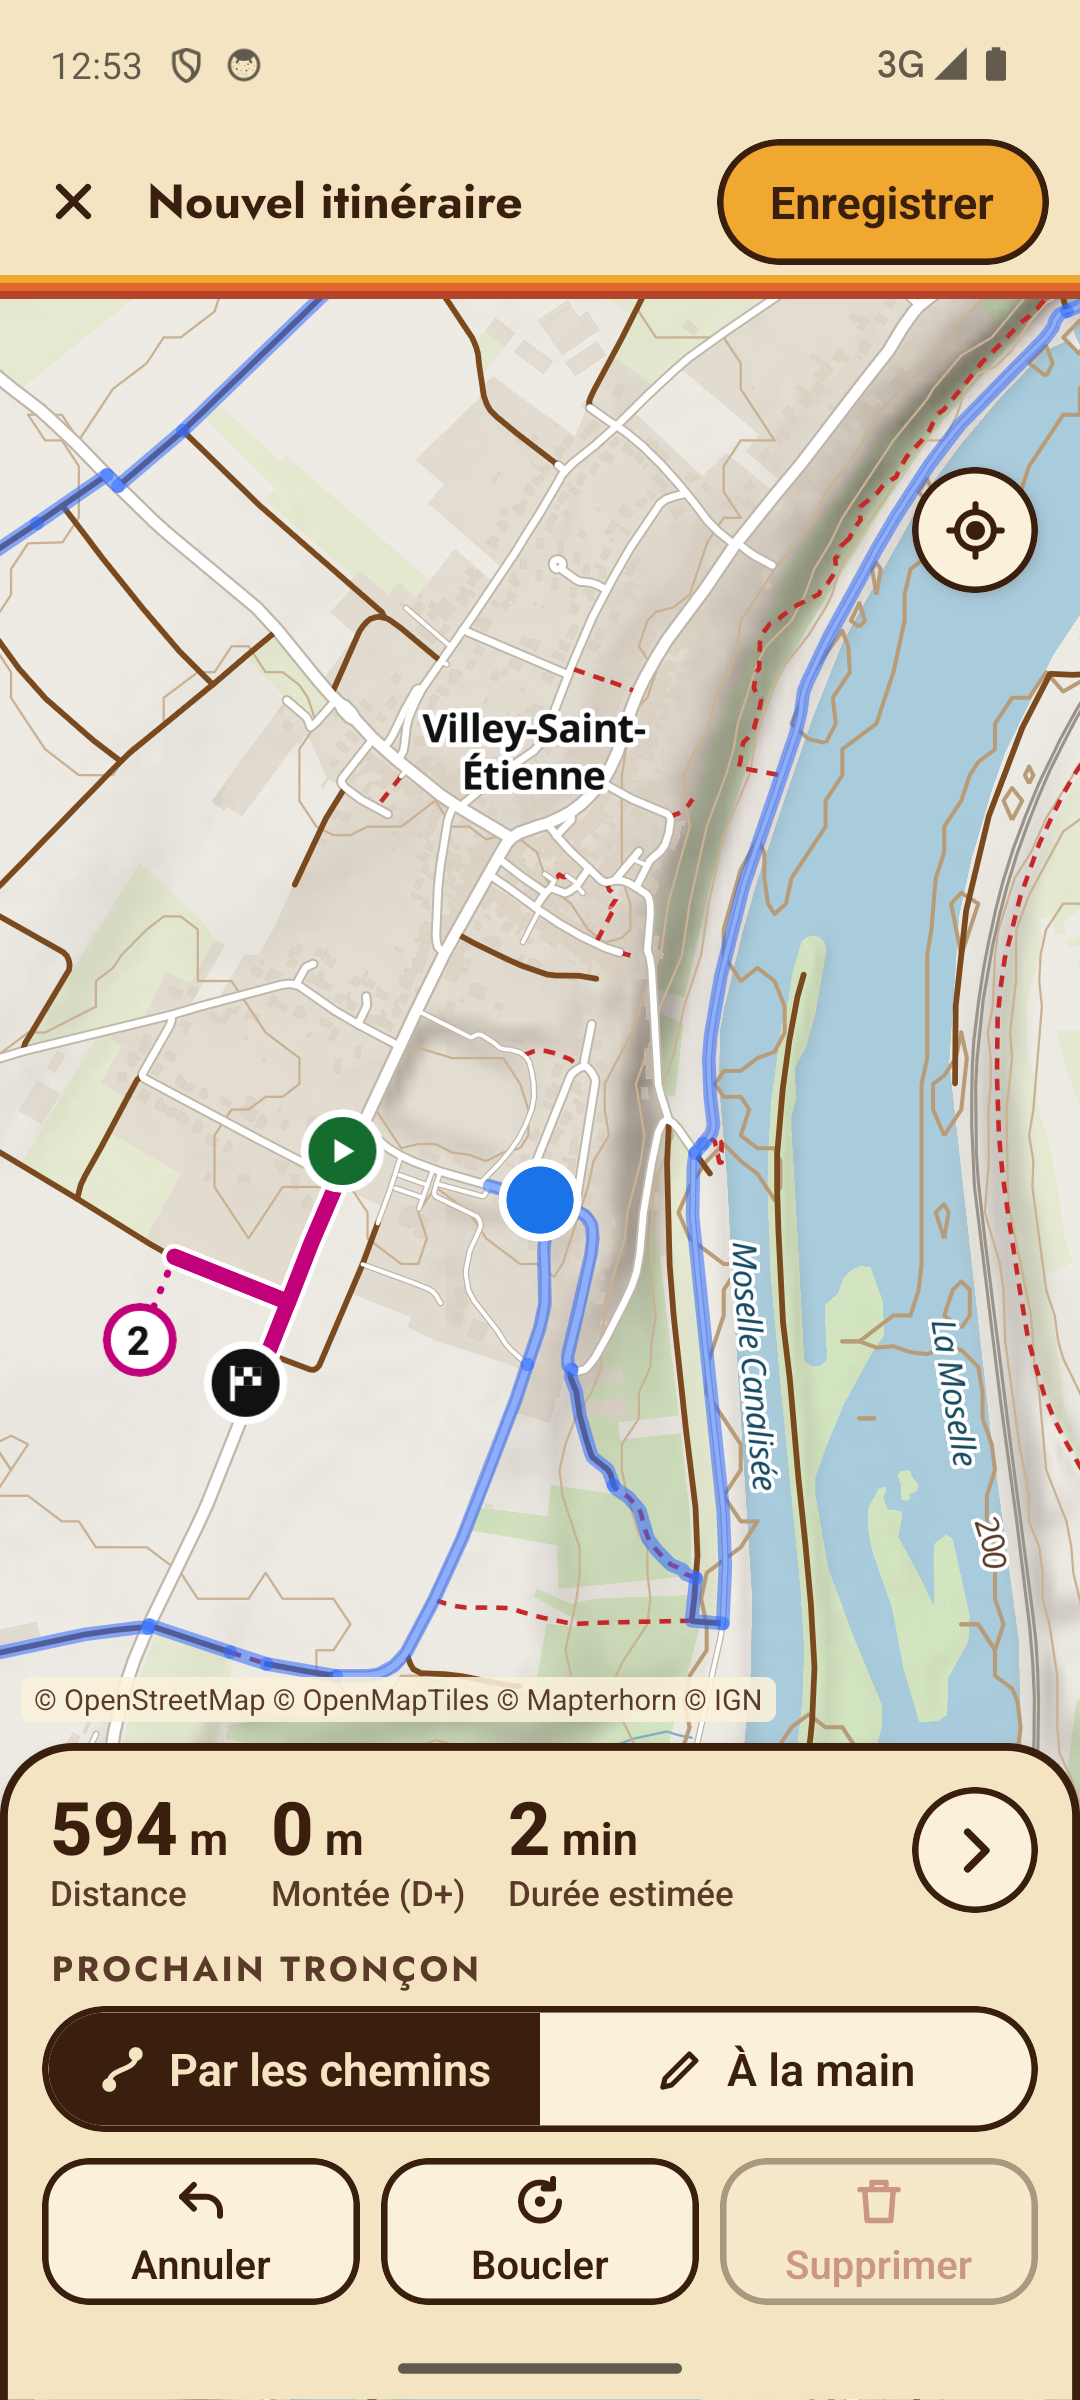 12:53
3G
Nouvel itinéraire
Enregistrer
Villey-Saint-
Étienne
2
Moselle Canalisée
La Moselle
200
© OpenStreetMap © OpenMapTiles © Mapterhorn © IGN
594 m
0 m
2 min
Distance
Montée (D+)
Durée estimée
PROCHAIN TRONÇON
Par les chemins
À la main
Annuler
Boucler
Supprimer